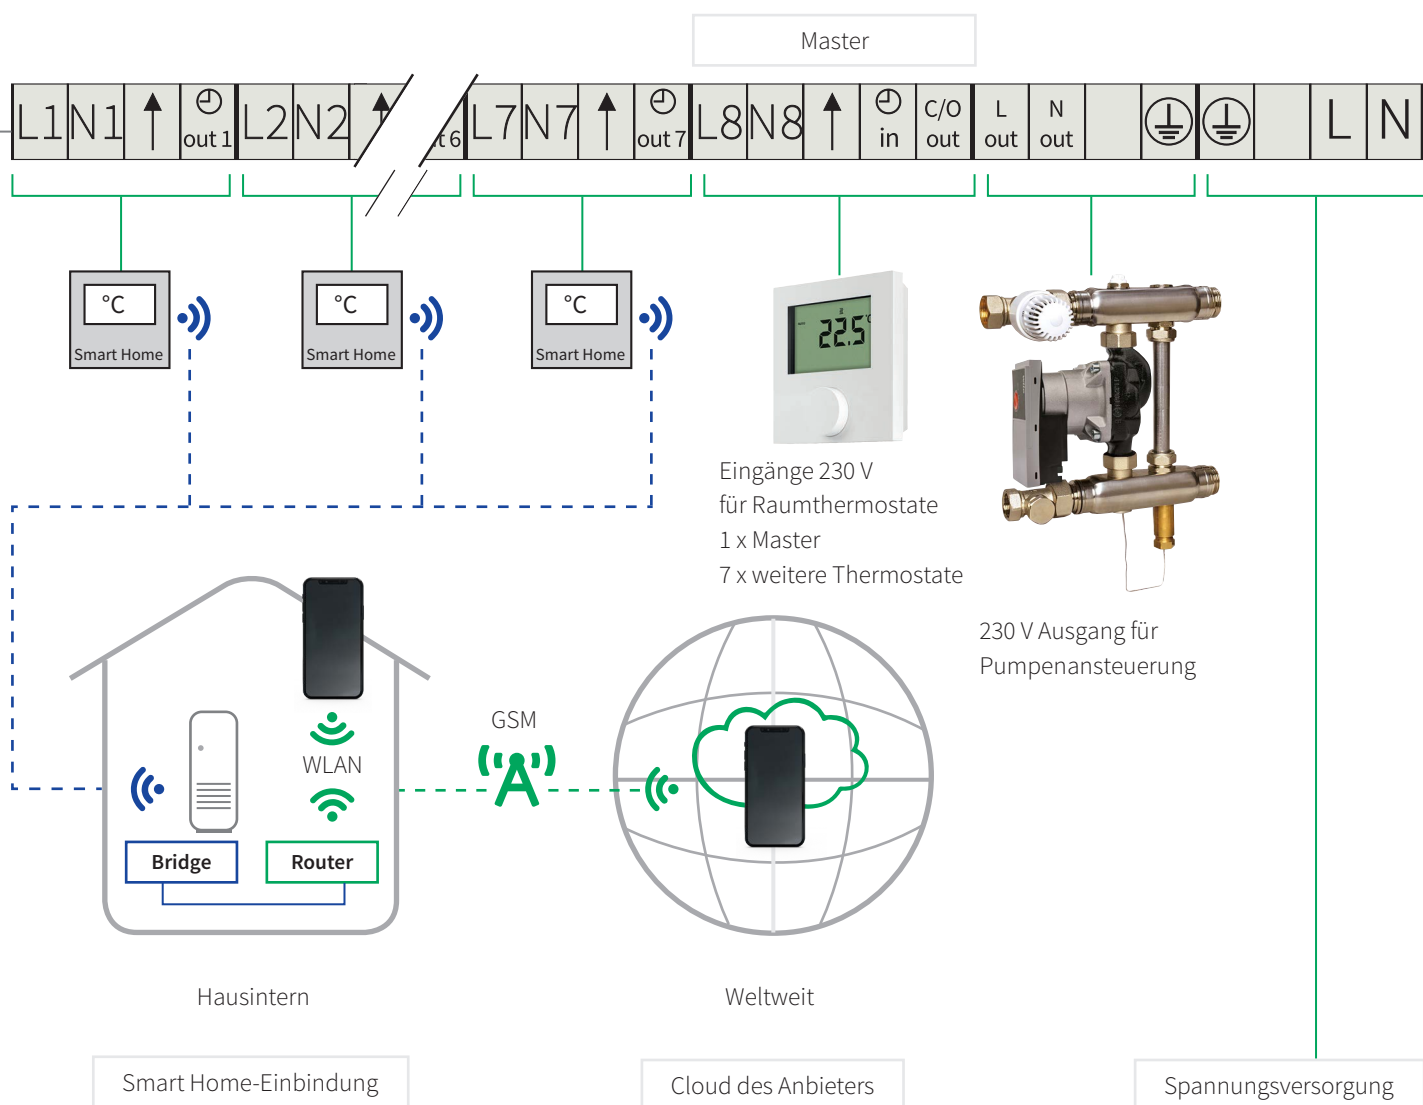 Master
L1 N1 out 1 L2 N2 t 6 L7 N7 out 7 L8 N8 in C/O out L out N out L N
°C
Smart Home
°C
Smart Home
°C
Smart Home
22.5
Eingänge 230 V
für Raumthermostate
1 x Master
7 x weitere Thermostate
230 V Ausgang für
Pumpenansteuerung
GSM
WLAN
Bridge
Router
Hausintern
Weltweit
Smart Home-Einbindung
Cloud des Anbieters
Spannungsversorgung